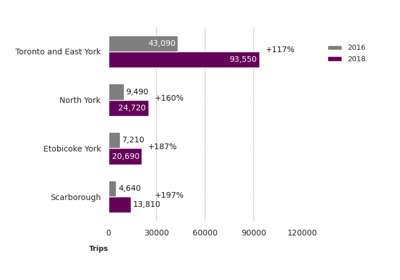 43,090
2016
Toronto and East York
+117%
2018
93,550
9,490
North York
+160%
24,720
7,210
Etobicoke York
+187%
20,690
4,640
Scarborough
+197%
13,810
0 30000 60000 90000 120000
Trips